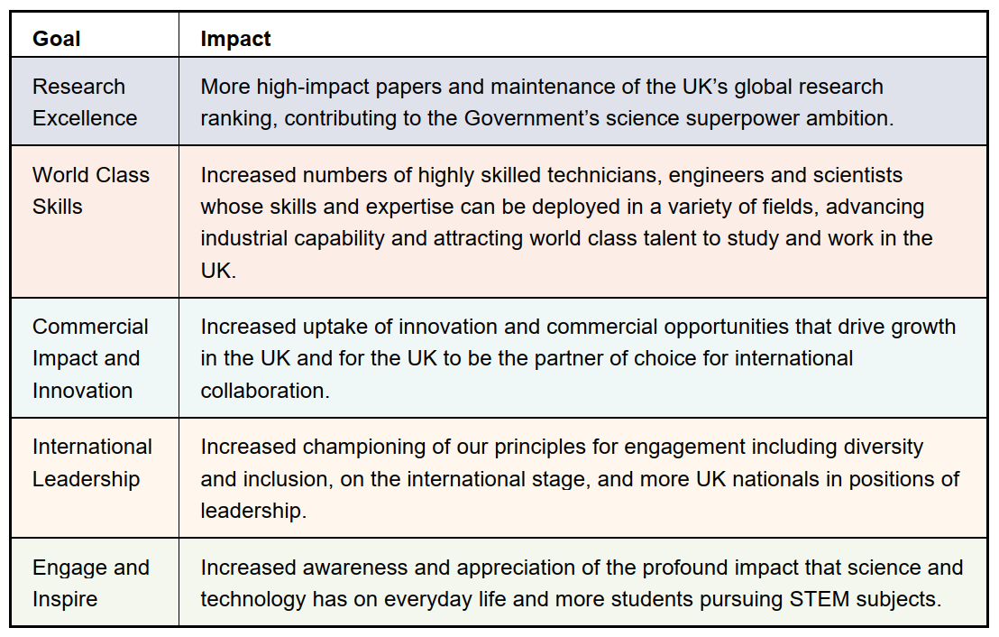 Goal
Impact
Research
Excellence
More high-impact papers and maintenance of the UK’s global research
ranking, contributing to the Government’s science superpower ambition.
World Class
Skills
Increased numbers of highly skilled technicians, engineers and scientists
whose skills and expertise can be deployed in a variety of fields, advancing
industrial capability and attracting world class talent to study and work in the
UK.
Commercial
Impact and
Innovation
Increased uptake of innovation and commercial opportunities that drive growth
in the UK and for the UK to be the partner of choice for international
collaboration.
International
Leadership
Increased championing of our principles for engagement including diversity
and inclusion, on the international stage, and more UK nationals in positions of
leadership.
Engage and
Inspire
Increased awareness and appreciation of the profound impact that science and
technology has on everyday life and more students pursuing STEM subjects.